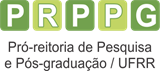 PRPPG
Pró-reitoria de Pesquisa
e Pós-graduação / UFRR